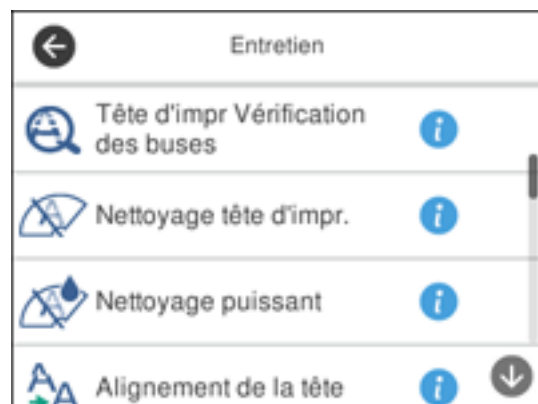 Entretien
Tête d'impr Vérification
des buses
Nettoyage tête d'impr.
Nettoyage puissant
Alignement de la tête